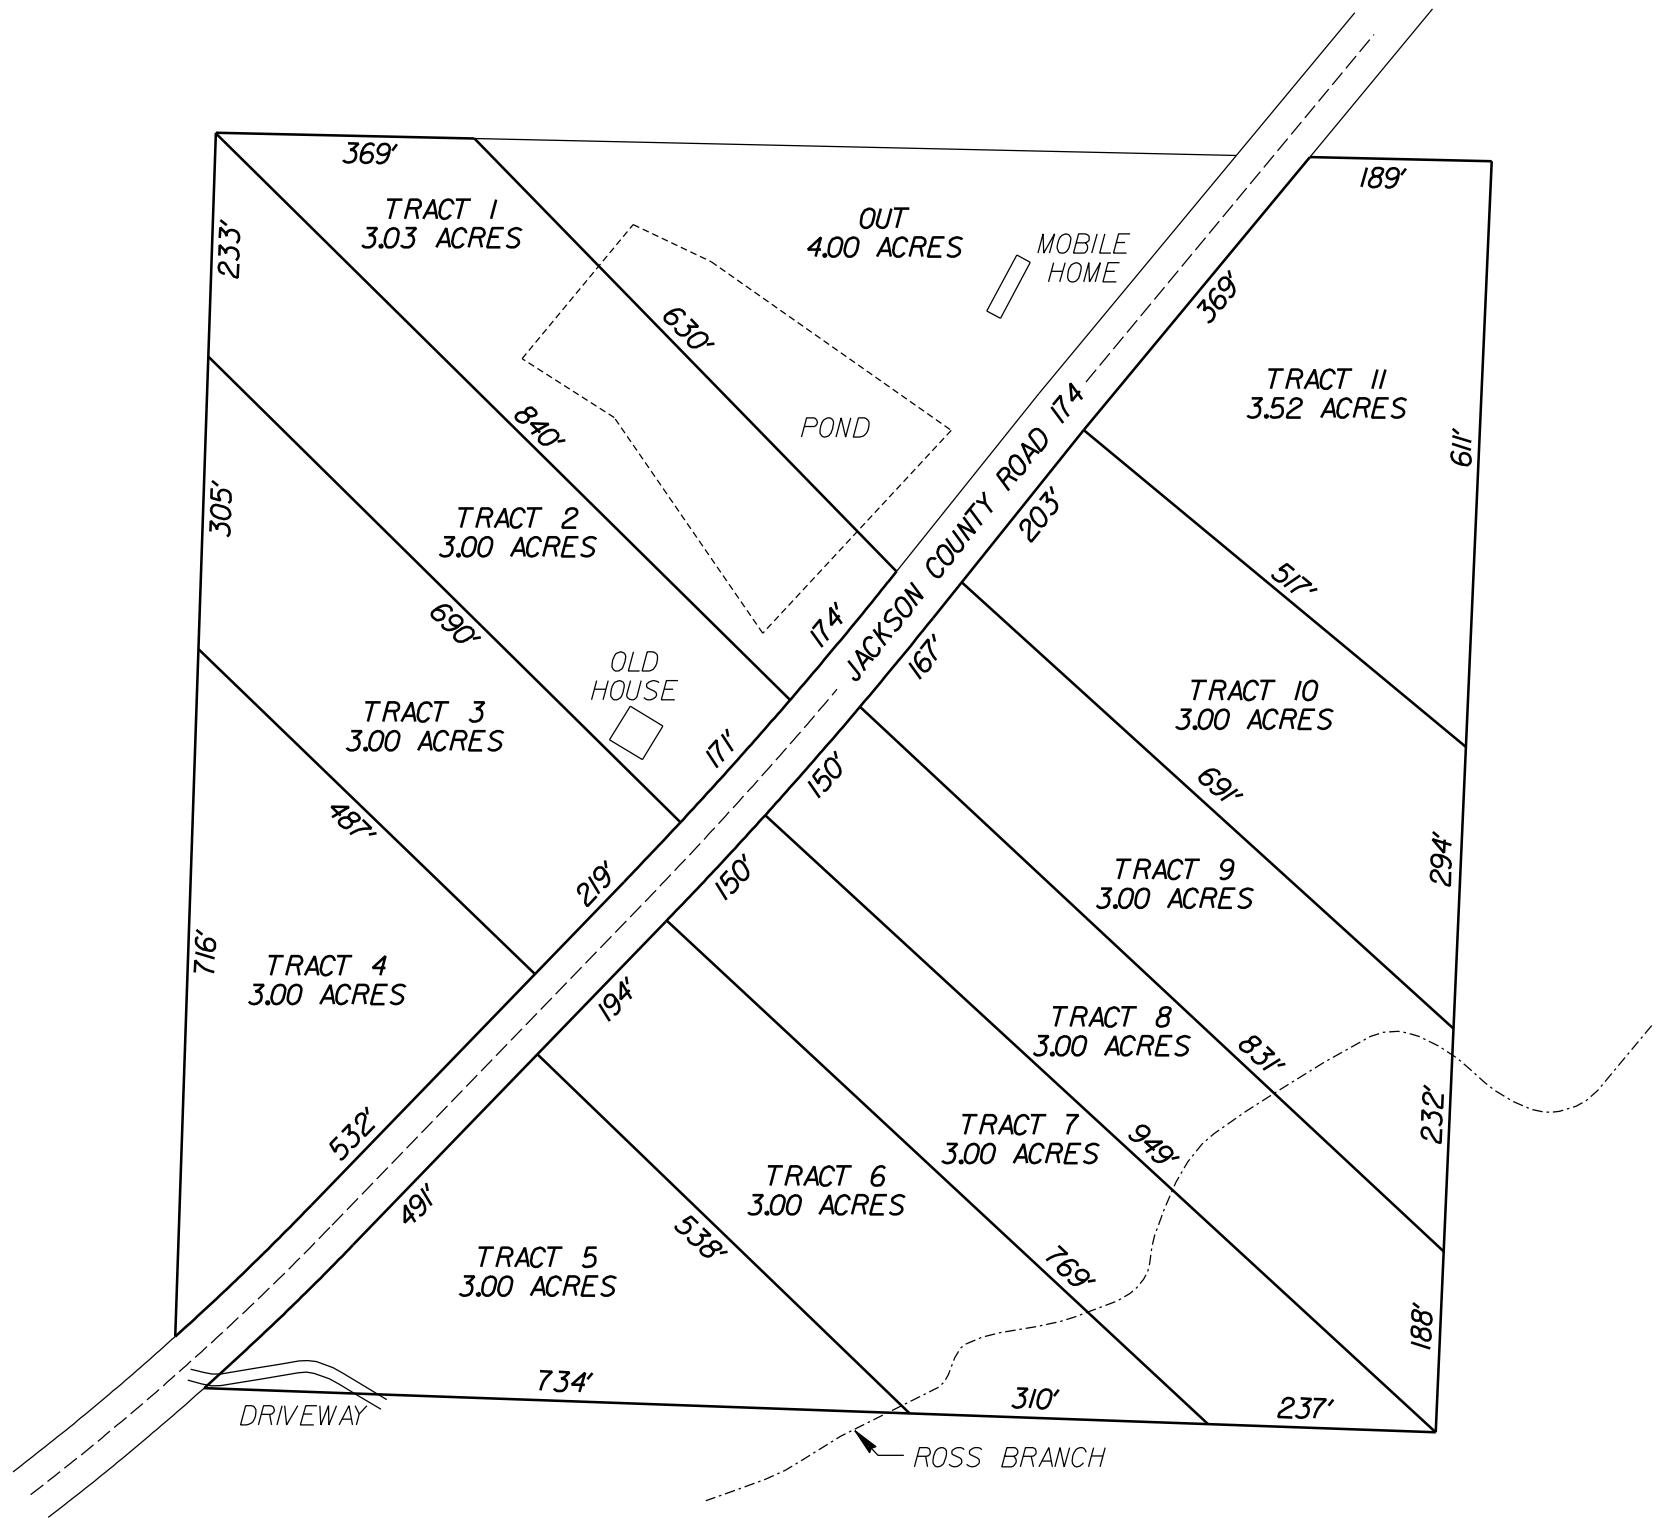 369'
189'
TRACT 1
3.03 ACRES
OUT
4.00 ACRES
MOBILE
HOME
233'
369'
630'
TRACT 11
3.52 ACRES
840'
POND
611'
JACKSON COUNTY ROAD 174
305'
TRACT 2
3.00 ACRES
203'
517'
174'
167'
690'
OLD
HOUSE
TRACT 10
3.00 ACRES
TRACT 3
3.00 ACRES
171'
150'
691'
487'
219'
150'
TRACT 9
3.00 ACRES
294'
716'
TRACT 4
3.00 ACRES
194'
TRACT 8
3.00 ACRES
831'
532'
TRACT 7
3.00 ACRES
949'
232'
491'
TRACT 6
3.00 ACRES
538'
TRACT 5
3.00 ACRES
769'
188'
734'
310'
237'
DRIVEWAY
ROSS BRANCH